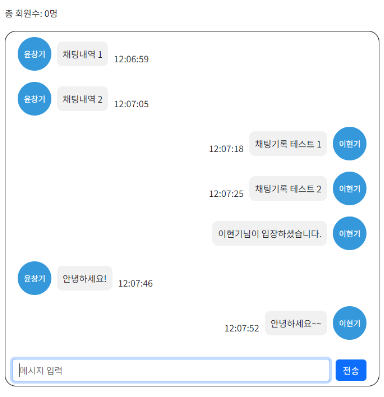 총 회원수: 0명
윤창기 채팅내역 1 12:06:59
윤창기 채팅내역 2 12:07:05
12:07:18 채팅기록 테스트 1 이현기
12:07:25 채팅기록 테스트 2 이현기
이현기님이 입장하셨습니다. 이현기
윤창기 안녕하세요! 12:07:46
12:07:52 안녕하세요~~ 이현기
메시지 입력 전송